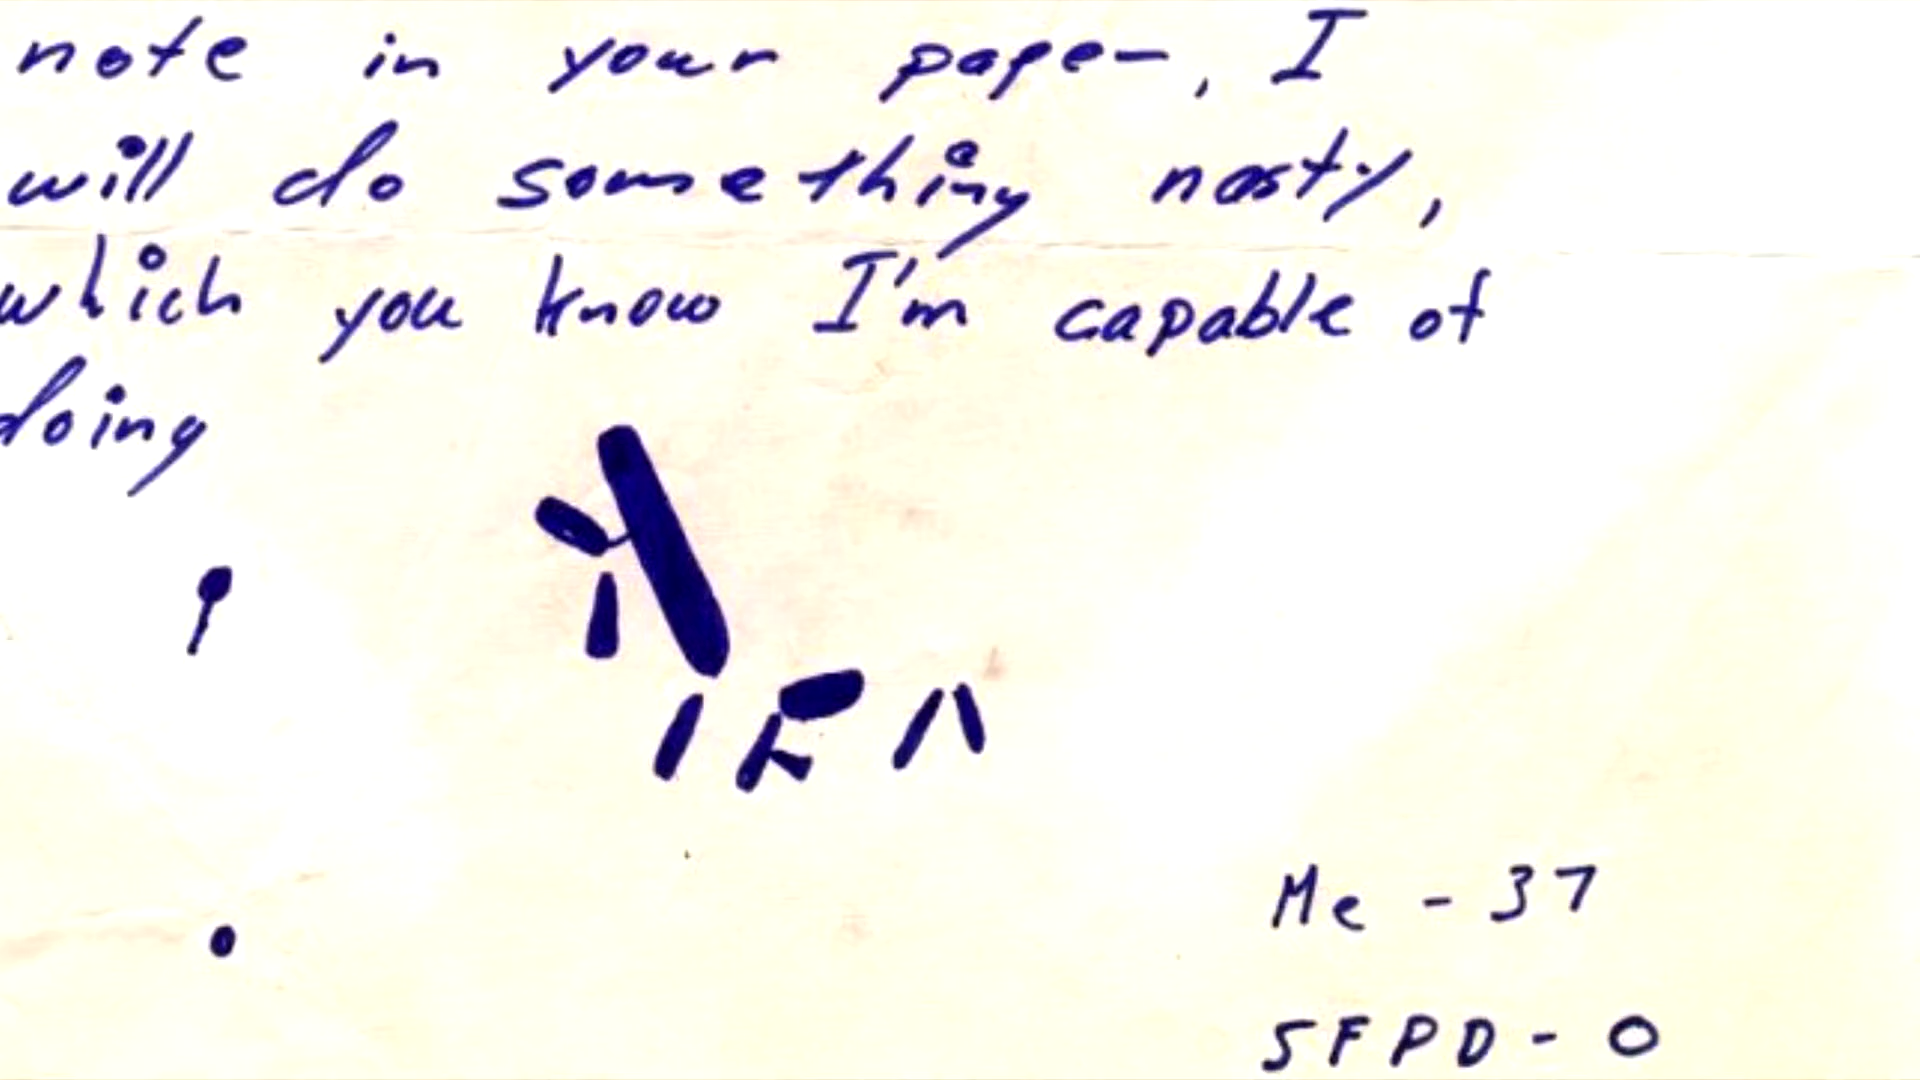 note in your paper, I
will do something nasty,
which you know I'm capable of
doing
Me - 37
SFPD - 0